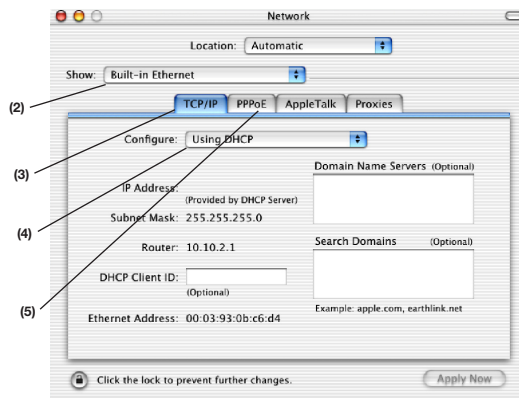 Network
Location: Automatic
Show: Built-in Ethernet
(2)
TCP/IP PPPoE AppleTalk Proxies
Configure: Using DHCP
(3)
Domain Name Servers (Optional)
IP Address:
(Provided by DHCP Server)
Subnet Mask: 255.255.255.0
(4)
Router: 10.10.2.1
Search Domains (Optional)
DHCP Client ID:
(Optional)
(5)
Example: apple.com, earthlink.net
Ethernet Address: 00:03:93:0b:c6:d4
Click the lock to prevent further changes.
Apply Now